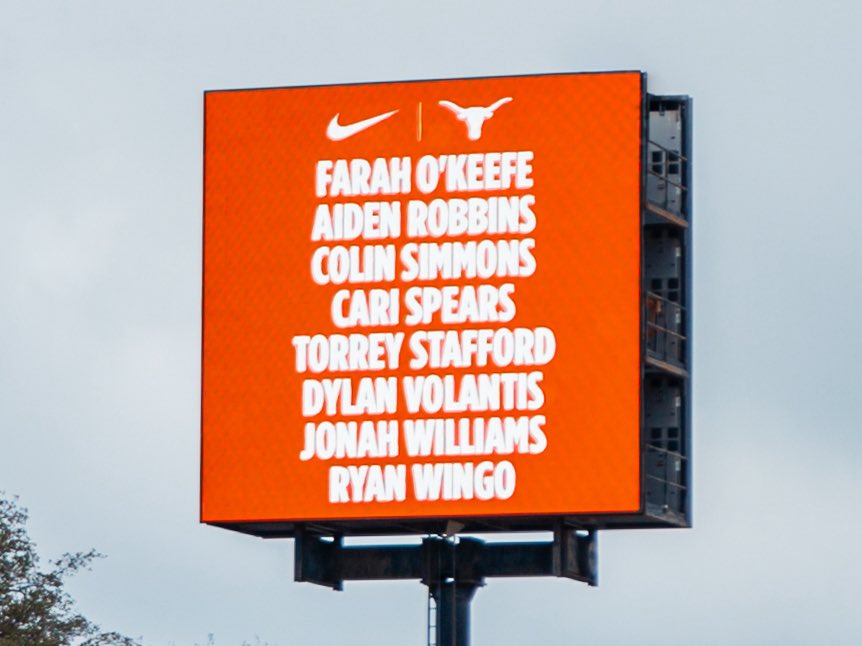 FARAH O'KEEFE
AIDEN ROBBINS
COLIN SIMMONS
CARI SPEARS
TORREY STAFFORD
DYLAN VOLANTIS
JONAH WILLIAMS
RYAN WINGO